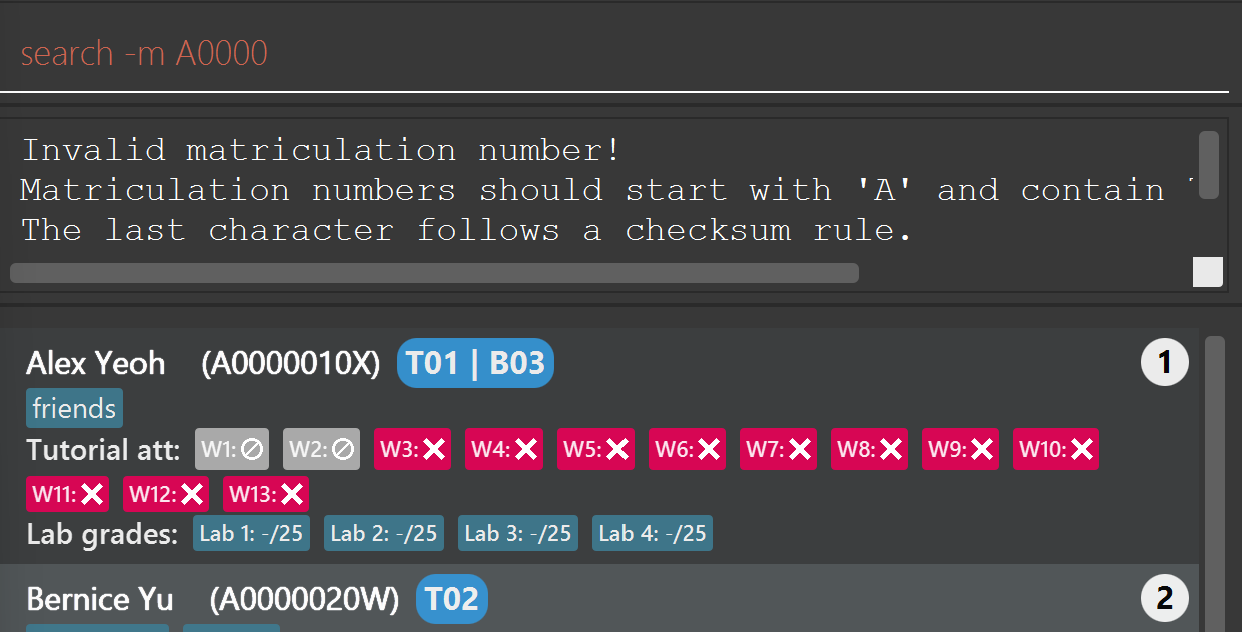 search -m A0000
Invalid matriculation number!
Matriculation numbers should start with 'A' and contain
The last character follows a checksum rule.
Alex Yeoh (A0000010X) T01 | B03 1
friends
Tutorial att: W1: W2: W3: W4: W5: W6: W7: W8: W9: W10:
W11: W12: W13:
Lab grades: Lab 1: -/25 Lab 2: -/25 Lab 3: -/25 Lab 4: -/25
Bernice Yu (A0000020W) T02 2